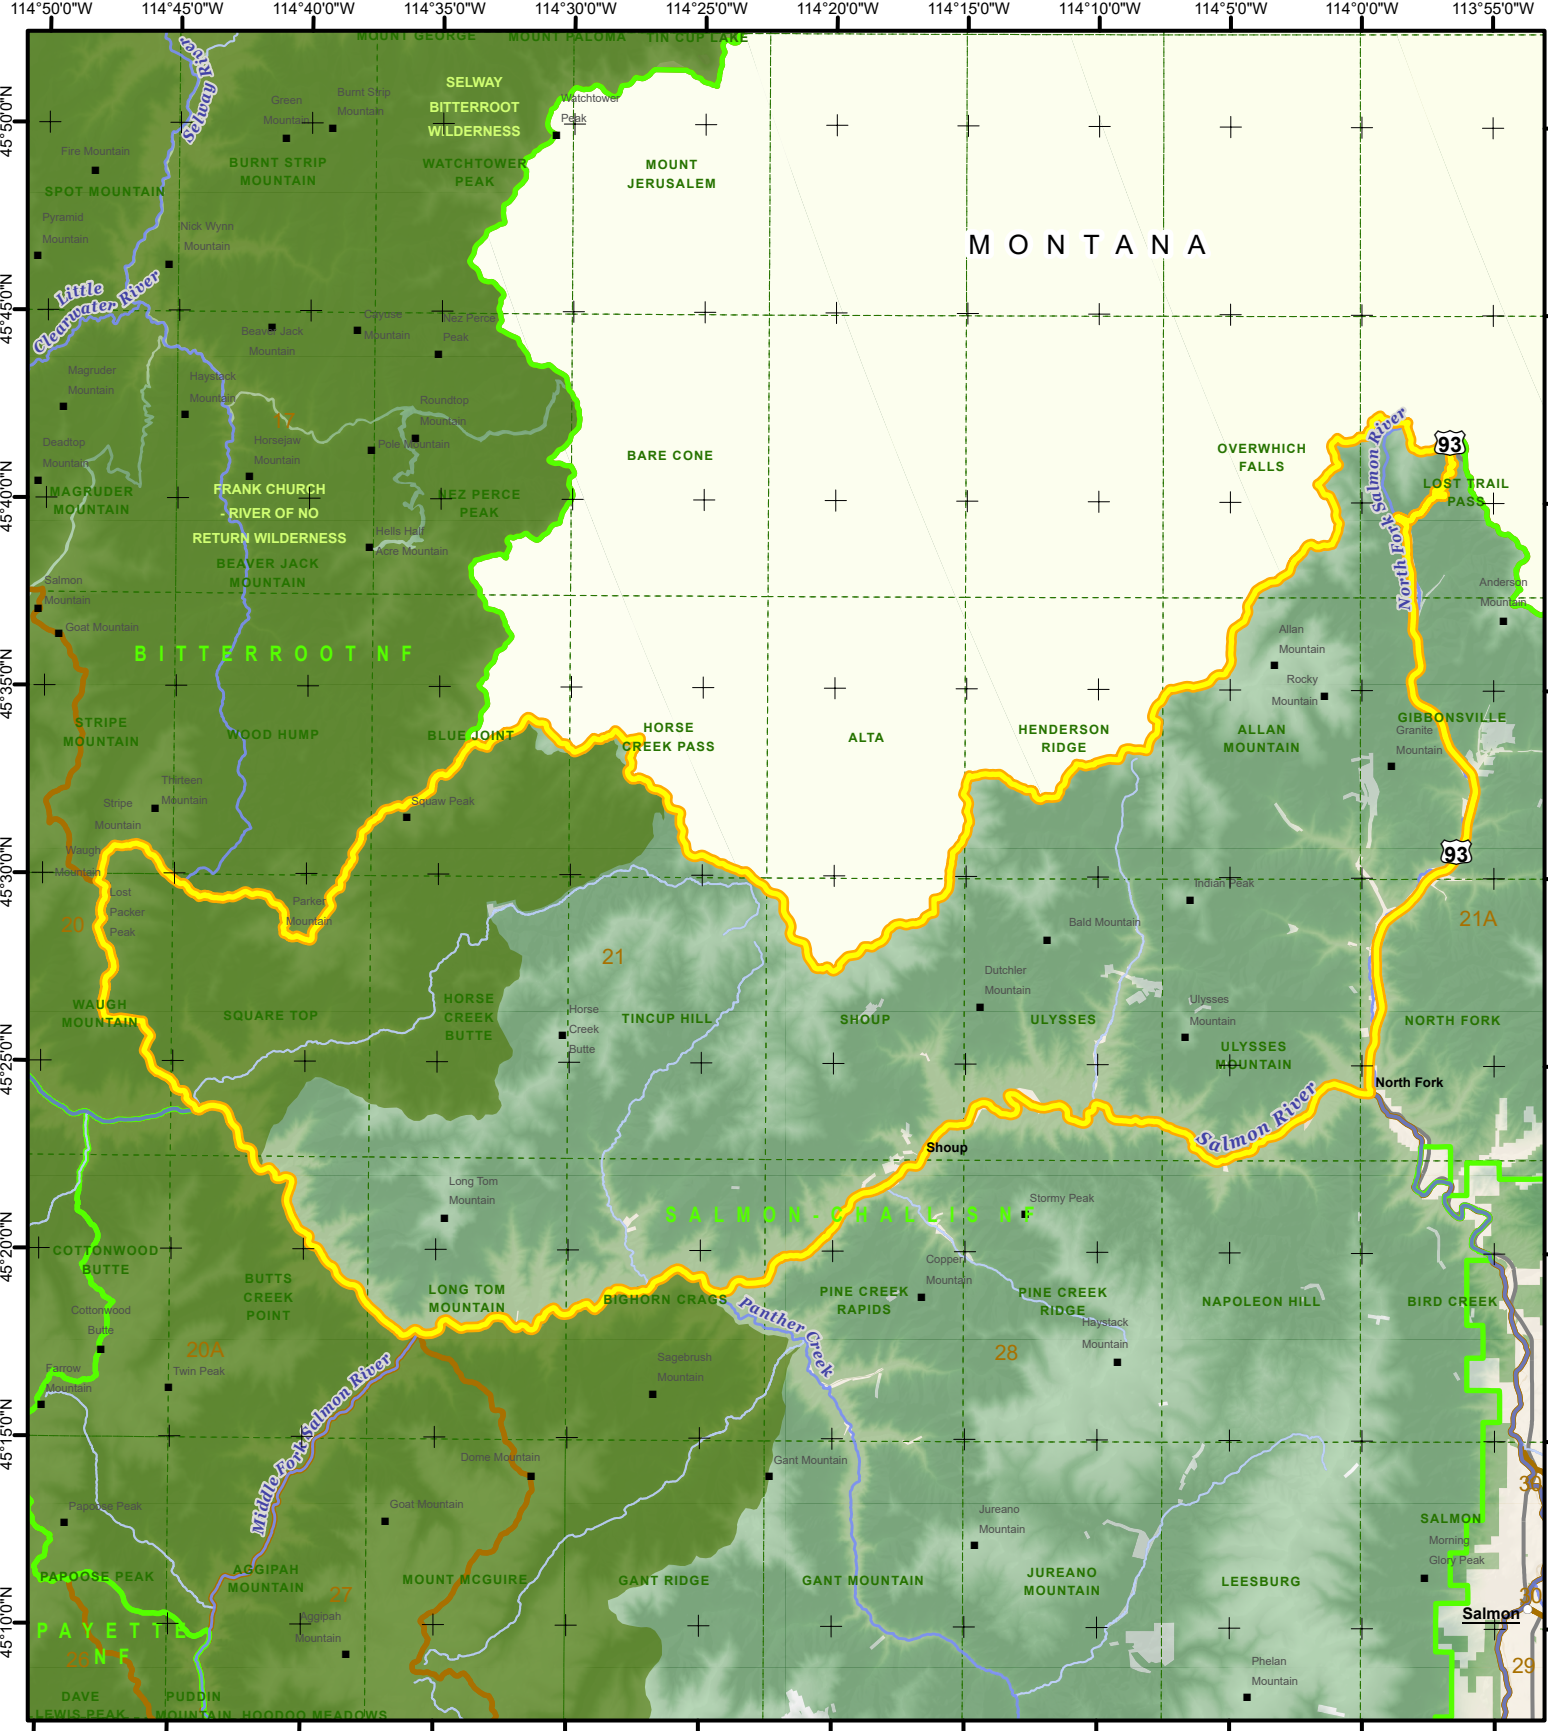 114°50'0"W
114°45'0"W
114°40'0"W
114°35'0"W
114°30'0"W
114°25'0"W
114°20'0"W
114°15'0"W
114°10'0"W
114°5'0"W
114°0'0"W
113°55'0"W
45°50'0"N
45°45'0"N
45°40'0"N
45°35'0"N
45°30'0"N
45°25'0"N
45°20'0"N
45°15'0"N
45°10'0"N
MOUNT GEORGE
MOUNT PALOMA
TIN CUP LAKE
Selway River
Selway River
SELWAY
BITTERROOT
WILDERNESS
Green
Mountain
Burnt Strip
Mountain
Watchtower
Peak
Fire Mountain
SPOT MOUNTAIN
BURNT STRIP
MOUNTAIN
WATCHTOWER
PEAK
MOUNT
JERUSALEM
MONTANA
Pyramid
Mountain
Nick Wynn
Mountain
Little
Clearwater River
Beaver Jack
Mountain
Cayuse
Mountain
Nez Perce
Peak
Magruder
Mountain
Haystack
Mountain
Roundtop
Mountain
17
Pole Mountain
Horsejaw
Mountain
Deadtop
Mountain
MAGRUDER
MOUNTAIN
FRANK CHURCH
- RIVER OF NO
RETURN WILDERNESS
NEZ PERCE
PEAK
Hells Half
Acre Mountain
BEAVER JACK
MOUNTAIN
BARE CONE
OVERWHICH
FALLS
North Fork Salmon River
93
LOST TRAIL
PASS
Anderson
Mountain
Salmon
Mountain
Goat Mountain
BITTERROOT NF
Allan
Mountain
Rocky
Mountain
STRIPE
MOUNTAIN
WOOD HUMP
BLUE JOINT
HORSE
CREEK PASS
ALTA
HENDERSON
RIDGE
ALLAN
MOUNTAIN
GIBBONSVILLE
Granite
Mountain
Thirteen
Mountain
Stripe
Mountain
Squaw Peak
Waugh
Mountain
93
Lost
Packer
Peak
Parker
Mountain
Indian Peak
Bald Mountain
20
21
21A
Dutchler
Mountain
WAUGH
MOUNTAIN
SQUARE TOP
HORSE
CREEK
BUTTE
Horse
Creek
Butte
TINCUP HILL
SHOUP
ULYSSES
Ulysses
Mountain
ULYSSES
MOUNTAIN
NORTH FORK
North Fork
Salmon River
Shoup
Long Tom
Mountain
Stormy Peak
SALMON-CHALLIS NF
COTTONWOOD
BUTTE
BUTTS
CREEK
POINT
LONG TOM
MOUNTAIN
BIGHORN CRAGS
Copper
Mountain
PINE CREEK
RAPIDS
PINE CREEK
RIDGE
NAPOLEON HILL
BIRD CREEK
Cottonwood
Butte
Panther Creek
Haystack
Mountain
20A
28
Farrow
Mountain
Twin Peak
Sagebrush
Mountain
Middle Fork Salmon River
Dome Mountain
Gant Mountain
30
Papoose Peak
Goat Mountain
Jureano
Mountain
SALMON
Morning
Glory Peak
PAPOOSE PEAK
AGGIPAH
MOUNTAIN
MOUNT MCGUIRE
GANT RIDGE
GANT MOUNTAIN
JUREANO
MOUNTAIN
LEESBURG
27
30
Aggipah
Mountain
Salmon
PAYETTE
NF
26
29
Phelan
Mountain
DAVE
LEWIS PEAK
PUDDIN
MOUNTAIN
HOODOO MEADOWS